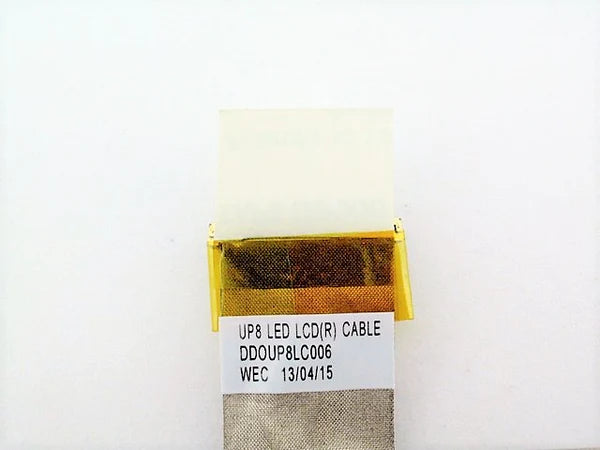 UP8 LED LCD(R) CABLE
DDOUP8LC006
WEC 13/04/15